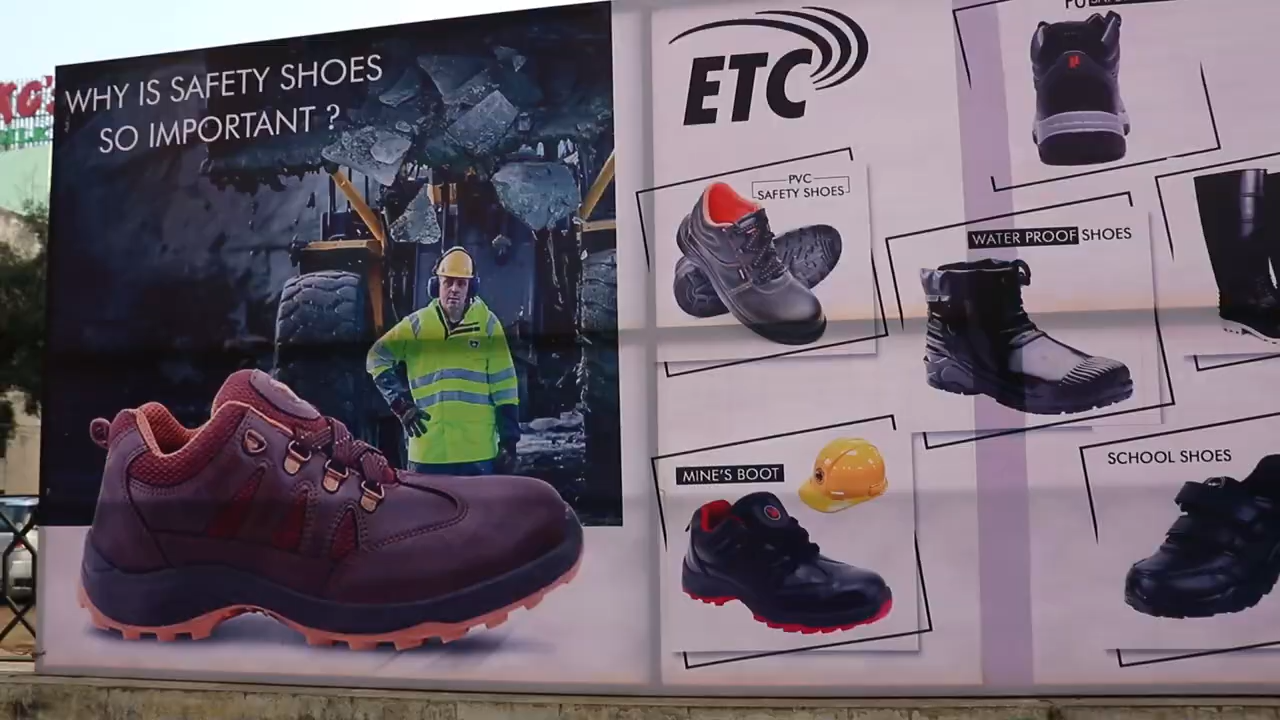 WHY IS SAFETY SHOES
SO IMPORTANT ?
ETC
PVC
SAFETY SHOES
WATER PROOF SHOES
MINE'S BOOT
SCHOOL SHOES